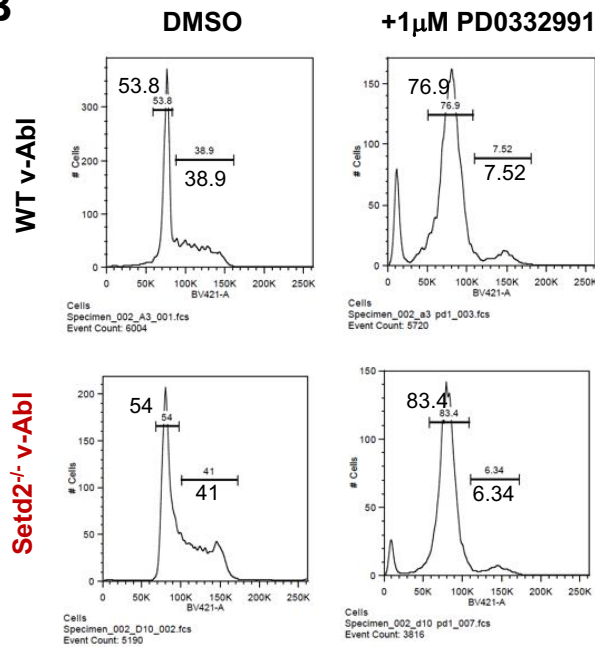 B
DMSO
+1μM PD0332991
WT v-Abl
53.8
53.8
38.9
38.9
# Cells
300
200
100
0
0 50K 100K 150K 200K 250K
BV421-A
Cells
Specimen_002_A3_001.fcs
Event Count: 6004
76.9
76.9
7.52
7.52
# Cells
150
100
50
0
0 50K 100K 150K 200K 250K
BV421-A
Cells
Specimen_002_a3 pd1_003.fcs
Event Count: 5720
Setd2-/- v-Abl
54
54
41
41
# Cells
200
150
100
50
0
0 50K 100K 150K 200K 250K
BV421-A
Cells
Specimen_002_D10_002.fcs
Event Count: 5190
83.4
83.4
6.34
6.34
# Cells
150
100
50
0
0 50K 100K 150K 200K 250K
BV421-A
Cells
Specimen_002_d10 pd1_007.fcs
Event Count: 3816